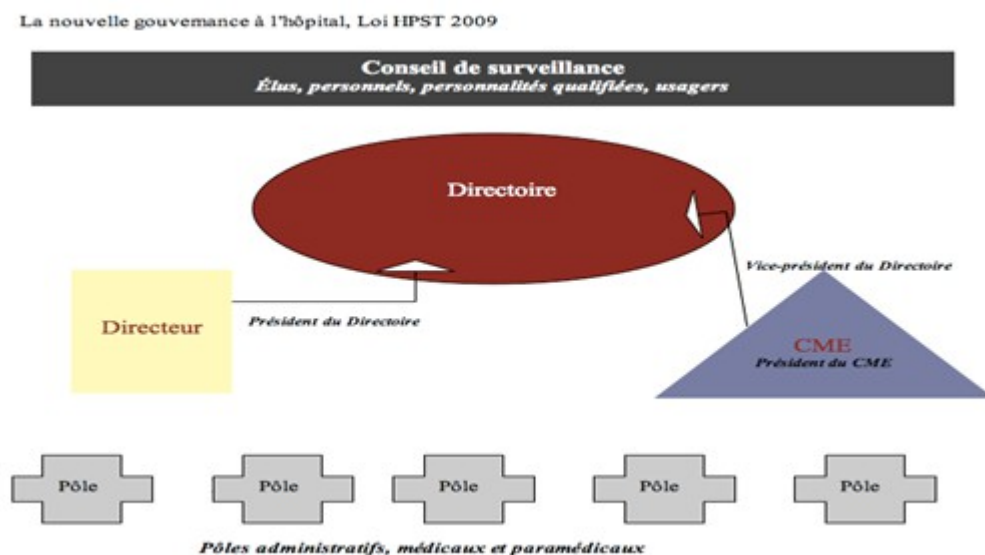 La nouvelle gouvernance à l'hôpital, Loi HPST 2009
Conseil de surveillance
Élus, personnels, personnalités qualifiées, usagers
Directoire
Vice-président du Directoire
Directeur
Président du Directoire
CME
Président du CME
Pôle
Pôle
Pôle
Pôle
Pôle
Pôles administratifs, médicaux et paramédicaux